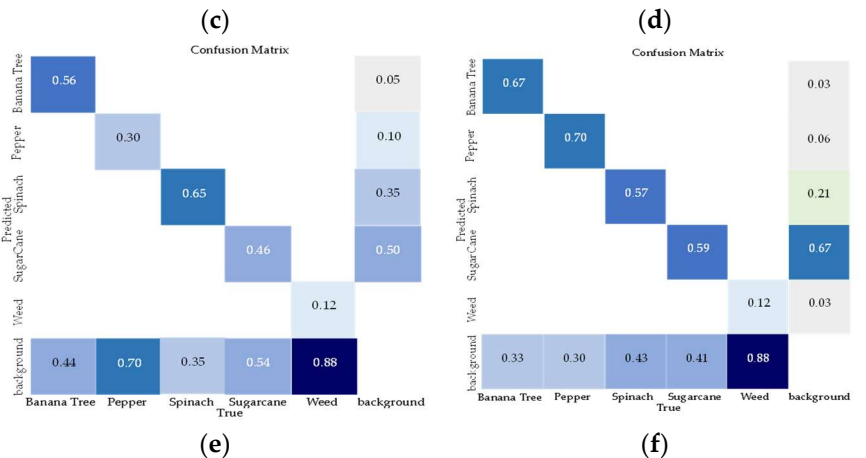 (c) (d)
Confusion Matrix
Predicted
Banana Tree
Pepper
Spinach
SugarCane
Weed
background
0.56 0.05
0.30 0.10
0.65 0.35
0.46 0.50
0.12
0.44 0.70 0.35 0.54 0.88
Banana Tree Pepper Spinach Sugarcane Weed background
True
(e)
Confusion Matrix
Predicted
Banana Tree
Pepper
Spinach
SugarCane
Weed
background
0.67 0.03
0.70 0.06
0.57 0.21
0.59 0.67
0.12 0.03
0.33 0.30 0.43 0.41 0.88
Banana Tree Pepper Spinach Sugarcane Weed background
True
(f)